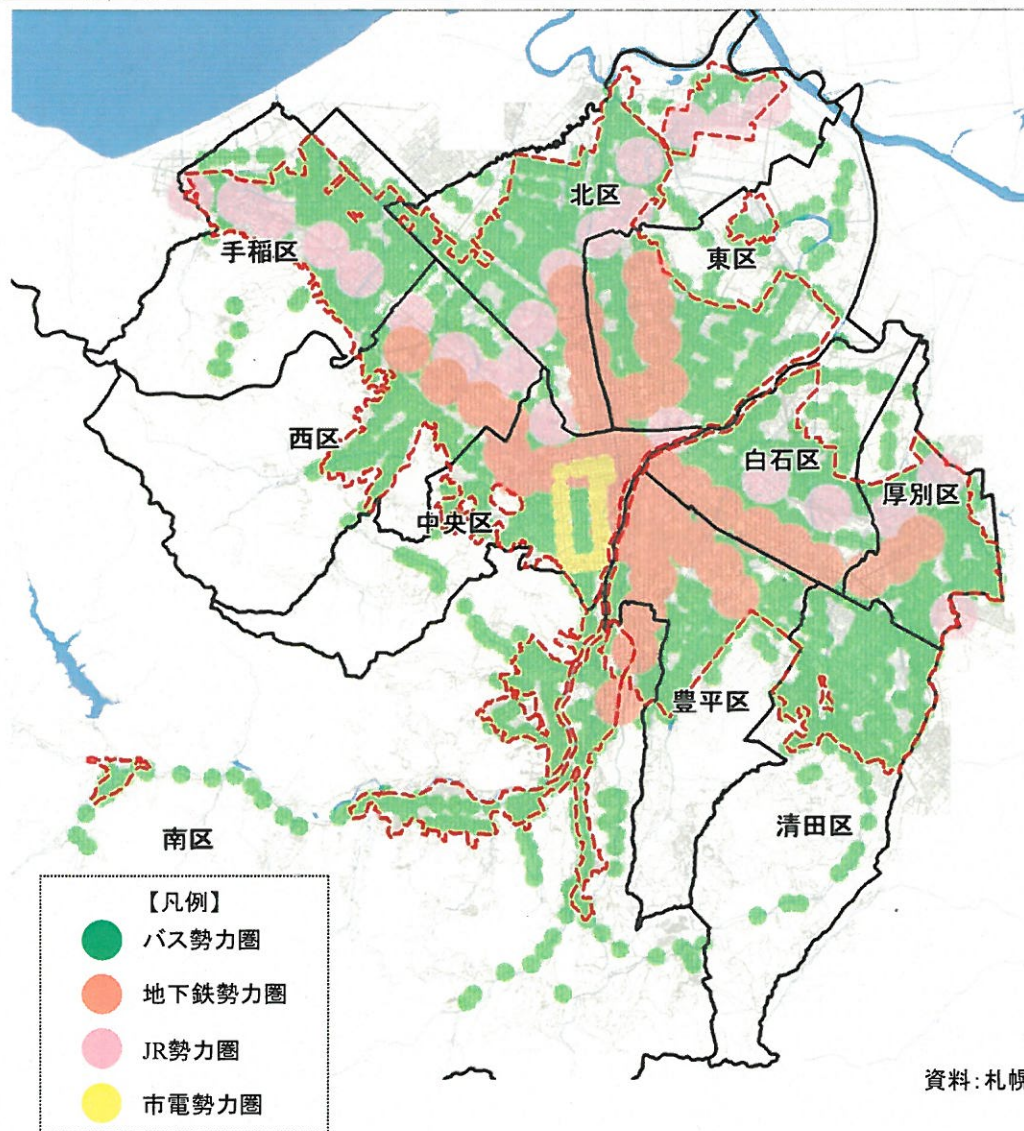 北区
東区
手稲区
西区
中央区
白石区
厚別区
豊平区
清田区
南区
【凡例】
バス勢力圏
地下鉄勢力圏
JR勢力圏
市電勢力圏
資料:札幌